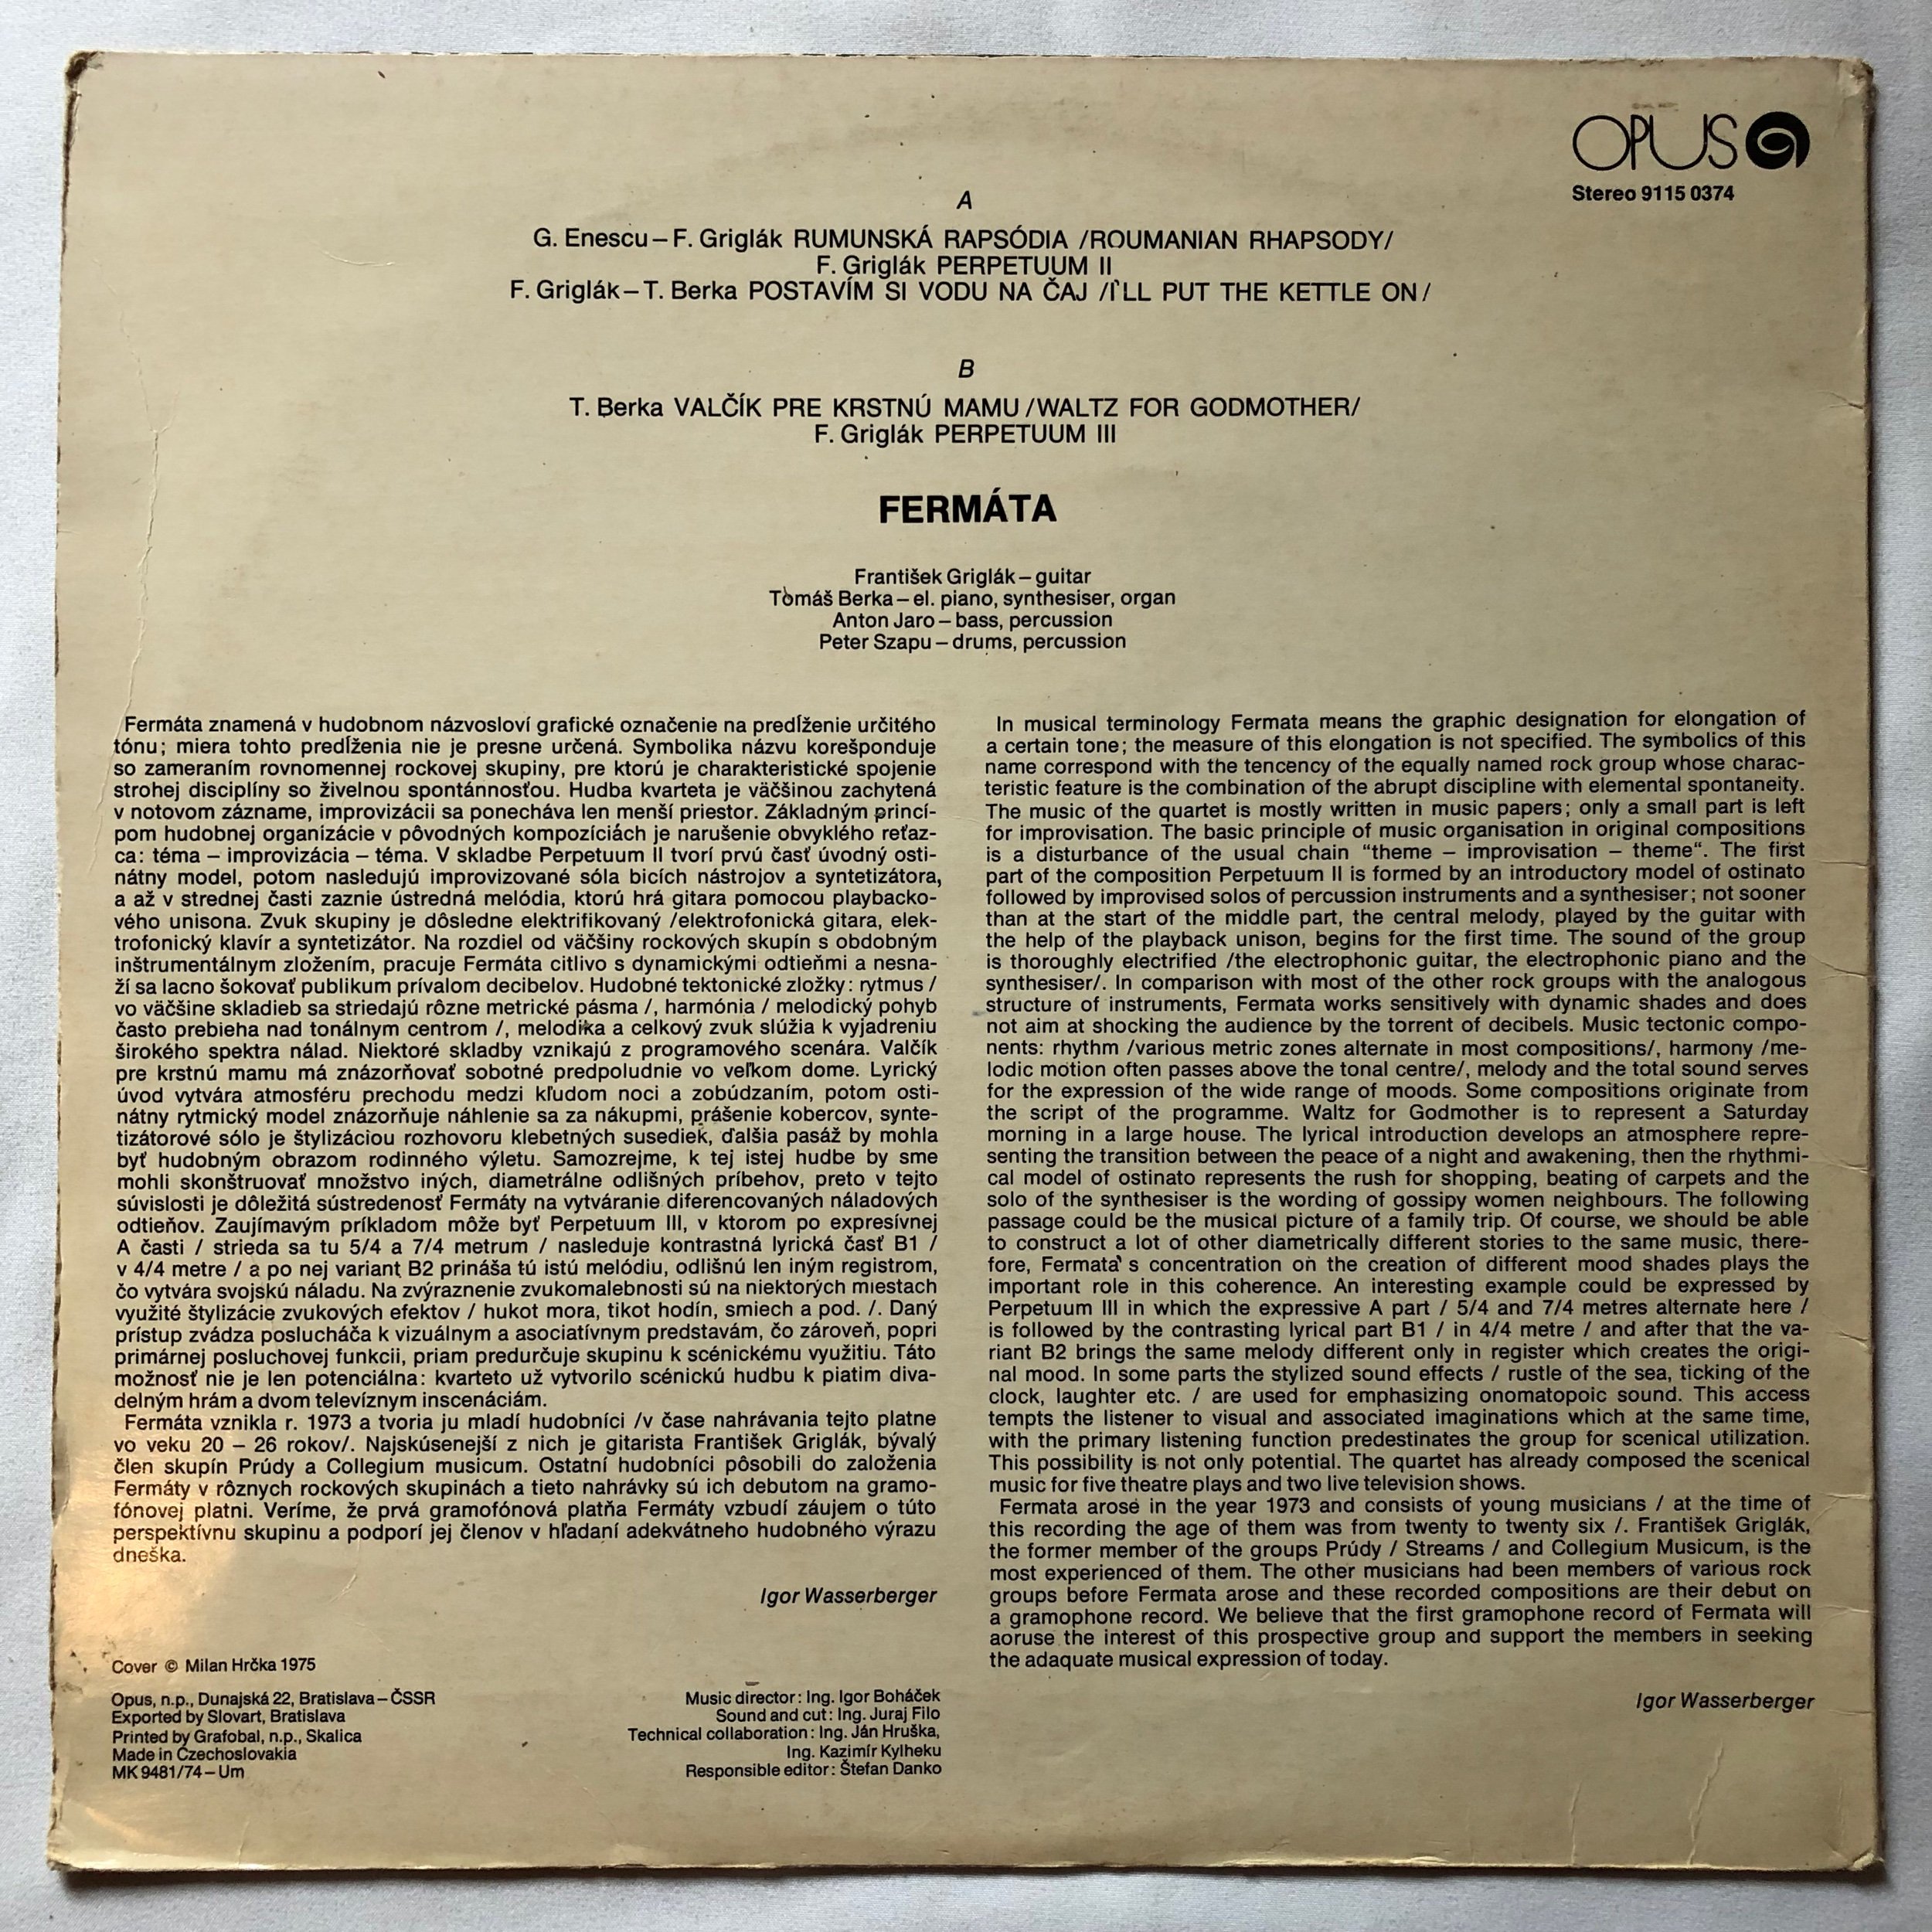 OPUS
Stereo 9115 0374
A
G. Enescu – F. Griglák RUMUNSKÁ RAPSÓDIA /ROUMANIAN RHAPSODY/
F. Griglák PERPETUUM II
F. Griglák – T. Berka POSTAVÍM SI VODU NA ČAJ /I'LL PUT THE KETTLE ON /
B
T. Berka VALČÍK PRE KRSTNÚ MAMU /WALTZ FOR GODMOTHER/
F. Griglák PERPETUUM III
FERMÁTA
František Griglák – guitar
Tomáš Berka – el. piano, synthesiser, organ
Anton Jaro – bass, percussion
Peter Szapu – drums, percussion
Fermáta znamená v hudobnom názvosloví grafické označenie na predĺženie určitého
tónu; miera tohto predĺženia nie je presne určená. Symbolika názvu korešponduje
so zameraním rovnomennej rockovej skupiny, pre ktorú je charakteristické spojenie
strohej disciplíny so živelnou spontánnosťou. Hudba kvarteta je väčšinou zachytená
v notovom zázname, improvizácii sa ponecháva len menší priestor. Základným princí-
pom hudobnej organizácie v pôvodných kompozíciách je narušenie obvyklého reťaz-
ca: téma – improvizácia – téma. V skladbe Perpetuum II tvorí prvú časť úvodný osti-
nátny model, potom nasledujú improvizované sóla bicích nástrojov a syntetizátora,
a až v strednej časti zaznie ústredná melódia, ktorú hrá gitara pomocou playbacko-
vého unisona. Zvuk skupiny je dôsledne elektrifikovaný /elektrofonická gitara, elek-
trofonický klavír a syntetizátor. Na rozdiel od väčšiny rockových skupín s obdobným
inštrumentálnym zložením, pracuje Fermáta citlivo s dynamickými odtieňmi a nesna-
ží sa lacno šokovať publikum prívalom decibelov. Hudobné tektonické zložky: rytmus /
vo väčšine skladieb sa striedajú rôzne metrické pásma /, harmónia / melodický pohyb
často prebieha nad tonálnym centrom /, melodika a celkový zvuk slúžia k vyjadreniu
širokého spektra nálad. Niektoré skladby vznikajú z programového scenára. Valčík
pre krstnú mamu má znázorňovať sobotné predpoludnie vo veľkom dome. Lyrický
úvod vytvára atmosféru prechodu medzi kľudom noci a zobúdzaním, potom osti-
nátny rytmický model znázorňuje náhlenie sa za nákupmi, prášenie kobercov, synte-
tizátorové sólo je štylizáciou rozhovoru klebetných susediek, ďalšia pasáž by mohla
byť hudobným obrazom rodinného výletu. Samozrejme, k tej istej hudbe by sme
mohli skonštruovať množstvo iných, diametrálne odlišných príbehov, preto v tejto
súvislosti je dôležitá sústredenosť Fermáty na vytváranie diferencovaných náladových
odtieňov. Zaujímavým príkladom môže byť Perpetuum III, v ktorom po expresívnej
A časti / strieda sa tu 5/4 a 7/4 metrum / nasleduje kontrastná lyrická časť B1 /
v 4/4 metre / a po nej variant B2 prináša tú istú melódiu, odlišnú len iným registrom,
čo vytvára svojskú náladu. Na zvýraznenie zvukomalebnosti sú na niektorých miestach
využité štylizácie zvukových efektov / hukot mora, tikot hodín, smiech a pod. /. Daný
prístup zvádza poslucháča k vizuálnym a asociatívnym predstavám, čo zároveň, popri
primárnej posluchovej funkcii, priam predurčuje skupinu k scénickému využitiu. Táto
možnosť nie je len potenciálna: kvarteto už vytvorilo scénickú hudbu k piatim diva-
delným hrám a dvom televíznym inscenáciám.
Fermáta vznikla r. 1973 a tvoria ju mladí hudobníci /v čase nahrávania tejto platne
vo veku 20 – 26 rokov/. Najskúsenejší z nich je gitarista František Griglák, bývalý
člen skupín Prúdy a Collegium musicum. Ostatní hudobníci pôsobili do založenia
Fermáty v rôznych rockových skupinách a tieto nahrávky sú ich debutom na gramo-
fónovej platni. Veríme, že prvá gramofónová platňa Fermáty vzbudí záujem o túto
perspektívnu skupinu a podporí jej členov v hľadaní adekvátneho hudobného výrazu
dneška.
Igor Wasserberger
In musical terminology Fermata means the graphic designation for elongation of
a certain tone; the measure of this elongation is not specified. The symbolics of this
name correspond with the tencency of the equally named rock group whose charac-
teristic feature is the combination of the abrupt discipline with elemental spontaneity.
The music of the quartet is mostly written in music papers; only a small part is left
for improvisation. The basic principle of music organisation in original compositions
is a disturbance of the usual chain “theme – improvisation – theme“. The first
part of the composition Perpetuum II is formed by an introductory model of ostinato
followed by improvised solos of percussion instruments and a synthesiser; not sooner
than at the start of the middle part, the central melody, played by the guitar with
the help of the playback unison, begins for the first time. The sound of the group
is thoroughly electrified /the electrophonic guitar, the electrophonic piano and the
synthesiser/. In comparison with most of the other rock groups with the analogous
structure of instruments, Fermata works sensitively with dynamic shades and does
not aim at shocking the audience by the torrent of decibels. Music tectonic compo-
nents: rhythm /various metric zones alternate in most compositions/, harmony /me-
lodic motion often passes above the tonal centre/, melody and the total sound serves
for the expression of the wide range of moods. Some compositions originate from
the script of the programme. Waltz for Godmother is to represent a Saturday
morning in a large house. The lyrical introduction develops an atmosphere repre-
senting the transition between the peace of a night and awakening, then the rhythmi-
cal model of ostinato represents the rush for shopping, beating of carpets and the
solo of the synthesiser is the wording of gossipy women neighbours. The following
passage could be the musical picture of a family trip. Of course, we should be able
to construct a lot of other diametrically different stories to the same music, there-
fore, Fermata's concentration on the creation of different mood shades plays the
important role in this coherence. An interesting example could be expressed by
Perpetuum III in which the expressive A part / 5/4 and 7/4 metres alternate here /
is followed by the contrasting lyrical part B1 / in 4/4 metre / and after that the va-
riant B2 brings the same melody different only in register which creates the origi-
nal mood. In some parts the stylized sound effects / rustle of the sea, ticking of the
clock, laughter etc. / are used for emphasizing onomatopoic sound. This access
tempts the listener to visual and associated imaginations which at the same time,
with the primary listening function predestinates the group for scenical utilization.
This possibility is not only potential. The quartet has already composed the scenical
music for five theatre plays and two live television shows.
Fermata arose in the year 1973 and consists of young musicians / at the time of
this recording the age of them was from twenty to twenty six /. František Griglák,
the former member of the groups Prúdy / Streams / and Collegium Musicum, is the
most experienced of them. The other musicians had been members of various rock
groups before Fermata arose and these recorded compositions are their debut on
a gramophone record. We believe that the first gramophone record of Fermata will
aoruse the interest of this prospective group and support the members in seeking
the adaquate musical expression of today.
Igor Wasserberger
Cover © Milan Hrčka 1975
Opus, n.p., Dunajská 22, Bratislava – ČSSR
Exported by Slovart, Bratislava
Printed by Grafobal, n.p., Skalica
Made in Czechoslovakia
MK 9481/74 – Um
Music director: Ing. Igor Boháček
Sound and cut: Ing. Juraj Filo
Technical collaboration: Ing. Ján Hruška,
Ing. Kazimír Kylheku
Responsible editor: Štefan Danko